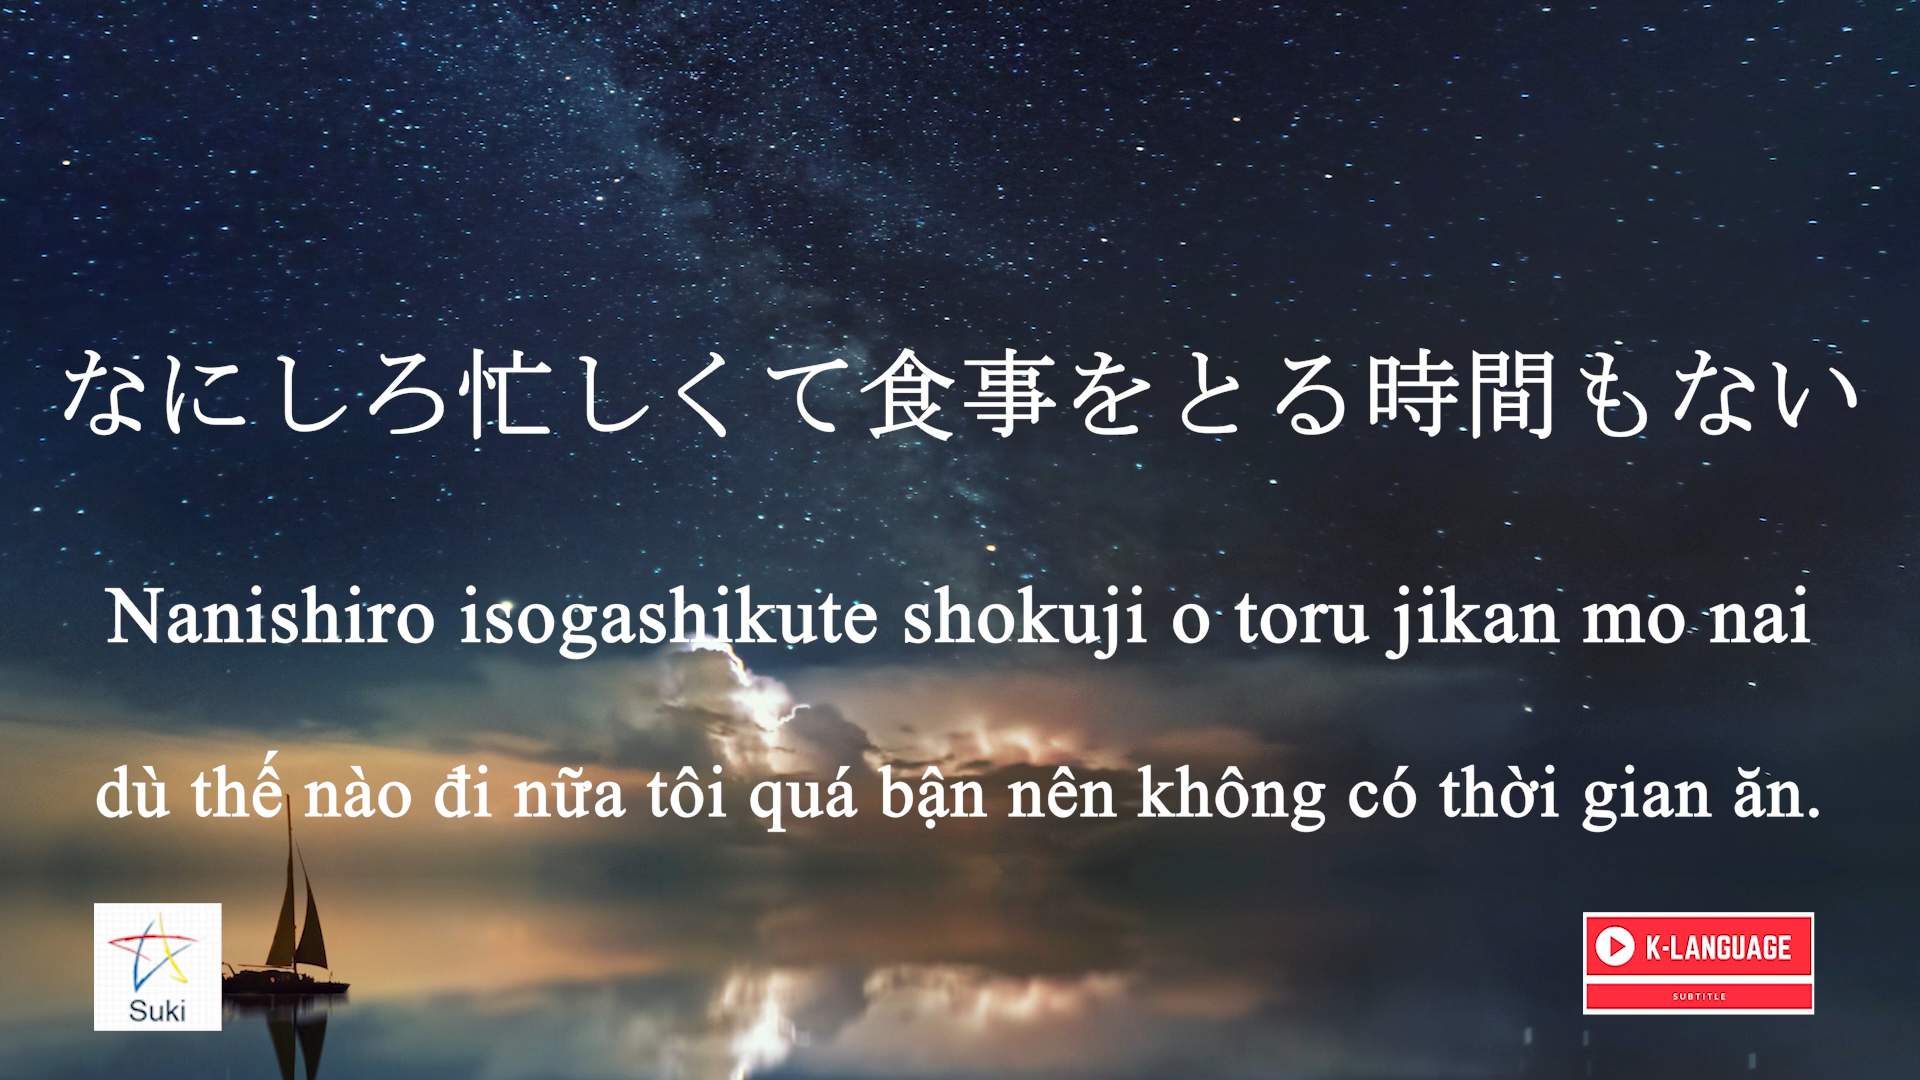 なにしろ忙しくて食事をとる時間もない
Nanishiro isogashikute shokuji o toru jikan mo nai
dù thế nào đi nữa tôi quá bận nên không có thời gian ăn.
Suki
K-LANGUAGE
SUBTITLE